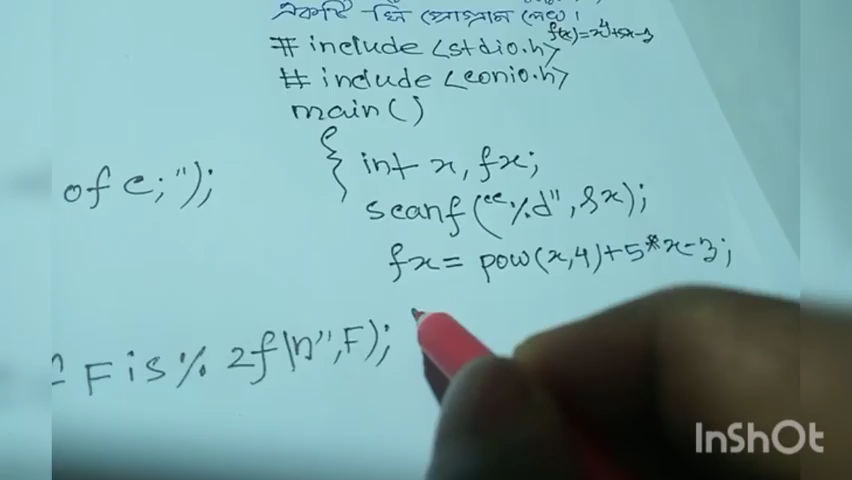 একটি সি প্রোগ্রাম লেখ।
f(x)=x⁴+5x-3
# include <stdio.h>
# include <conio.h>
main()
{ int x, fx;
scanf("%d", &x);
fx = pow(x,4)+5*x-3;
of c;");
F is % 2f\n", F);
InShOt